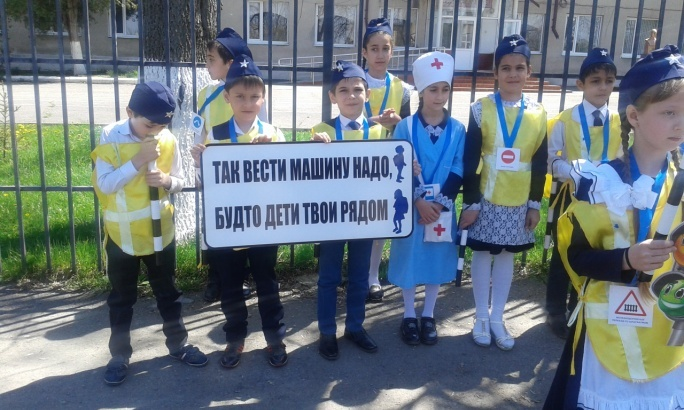 ТАК ВЕСТИ МАШИНУ НАДО,
БУДТО ДЕТИ ТВОИ РЯДОМ